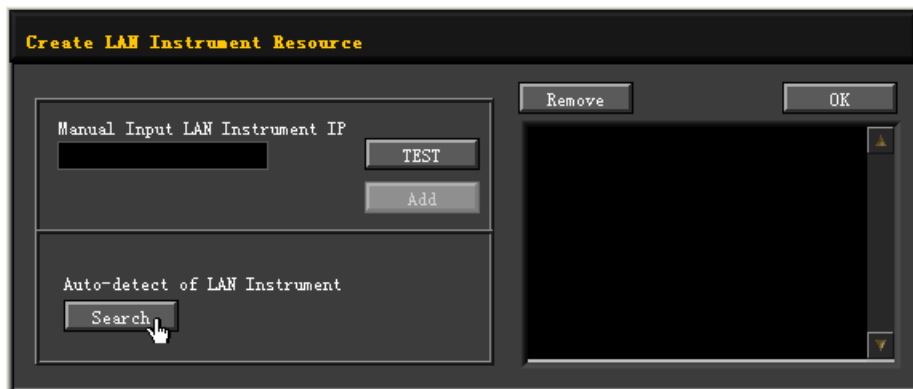 Create LAN Instrument Resource
Remove
OK
Manual Input LAN Instrument IP
TEST
Add
Auto-detect of LAN Instrument
Search